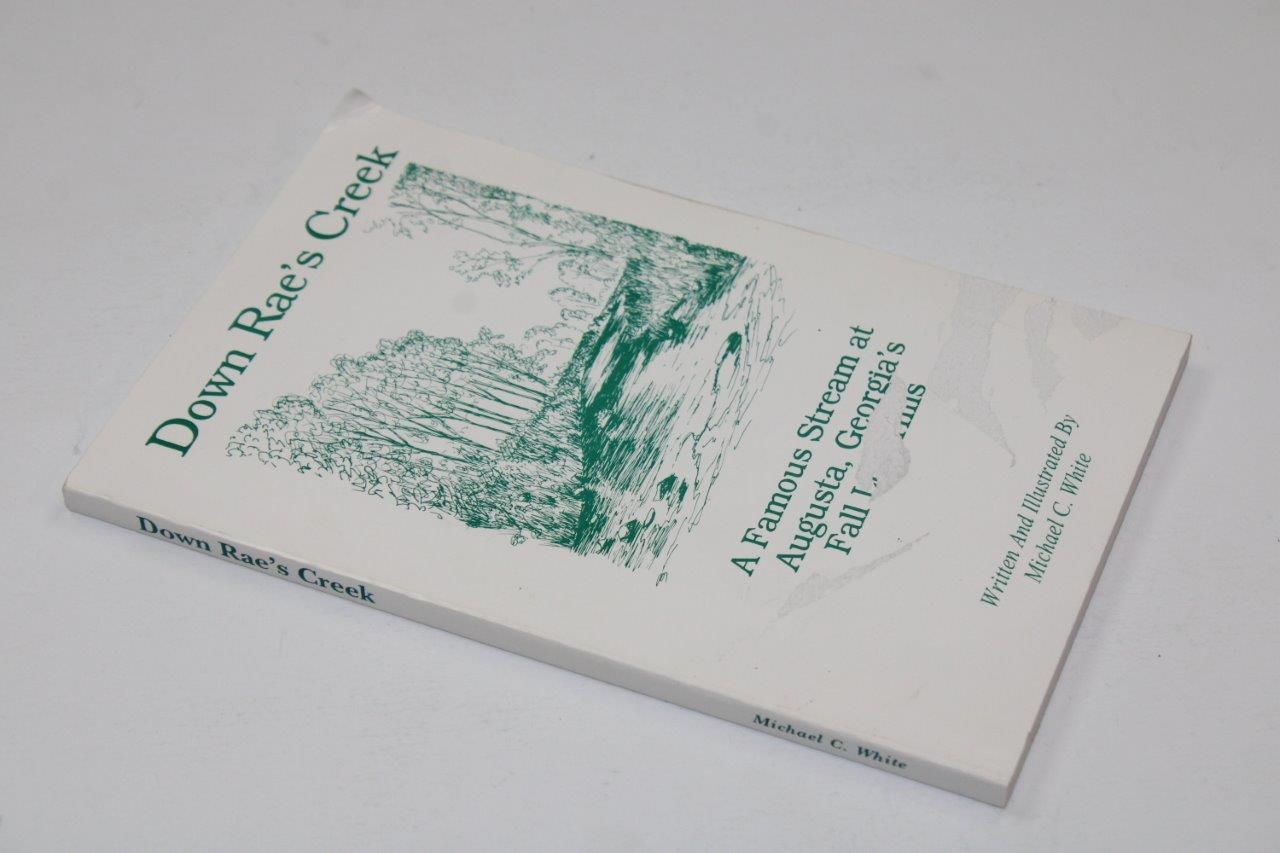 Down Rae's Creek
A Famous Stream at
Augusta, Georgia's
Fall
Written And Illustrated By
Michael C. White
Down Rae's Creek
Michael C. White